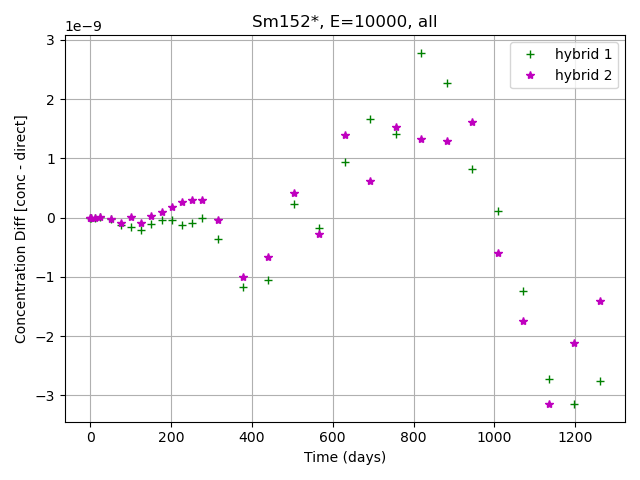 Sm152*, E=10000, all
1e−9
3
2
1
0
−1
−2
−3
Concentration Diff [conc - direct]
hybrid 1
hybrid 2
0
200
400
600
800
1000
1200
Time (days)